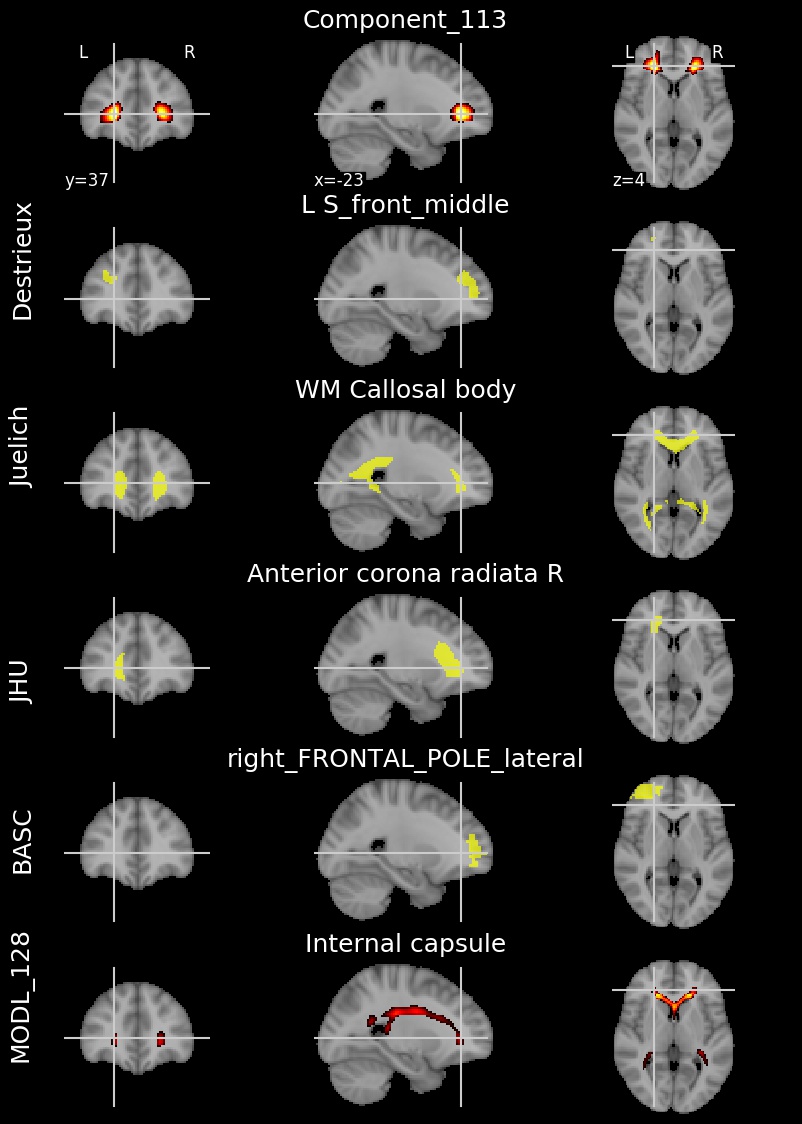 Component_113
L R
L R
y=37
x=-23
z=4
Destrieux
L S_front_middle
Juelich
WM Callosal body
JHU
Anterior corona radiata R
BASC
right_FRONTAL_POLE_lateral
MODL_128
Internal capsule